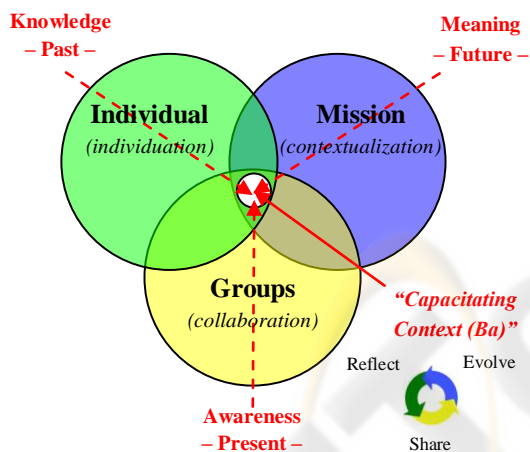 Knowledge
– Past –
Meaning
– Future –
Individual
(individuation)
Mission
(contextualization)
Groups
(collaboration)
“Capacitating
Context (Ba)”
Reflect
Evolve
Share
Awareness
– Present –